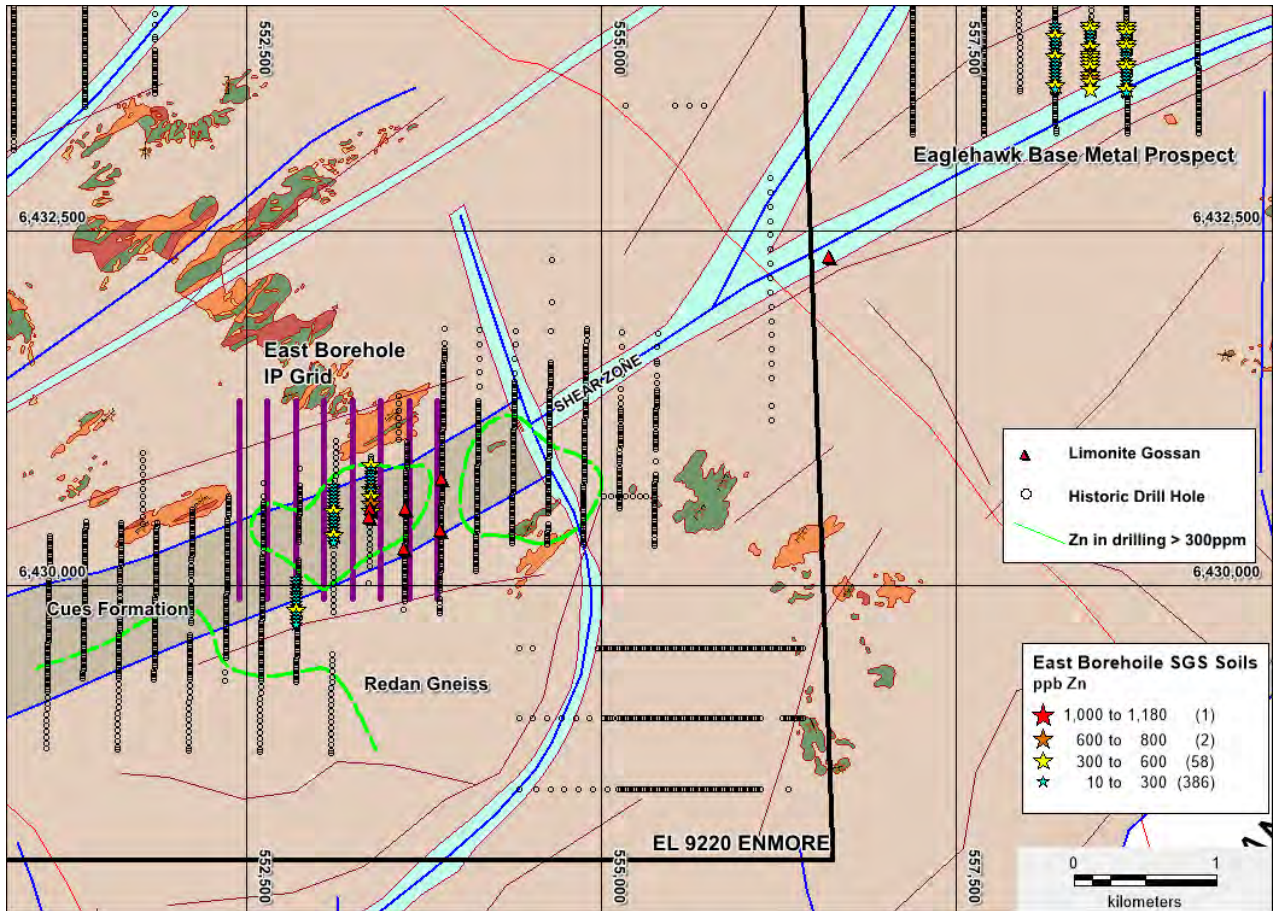 552,500
555,000
557,500
Eaglehawk Base Metal Prospect
6,432,500
6,432,500
East Borehole
IP Grid
SHEAR ZONE
Limonite Gossan
Historic Drill Hole
Zn in drilling > 300ppm
6,430,000
6,430,000
Cues Formation
Redan Gneiss
East Borehoile SGS Soils
ppb Zn
1,000 to 1,180 (1)
600 to 800 (2)
300 to 600 (58)
10 to 300 (386)
EL 9220 ENMORE
552,500
555,000
557,500
0 1
kilometers